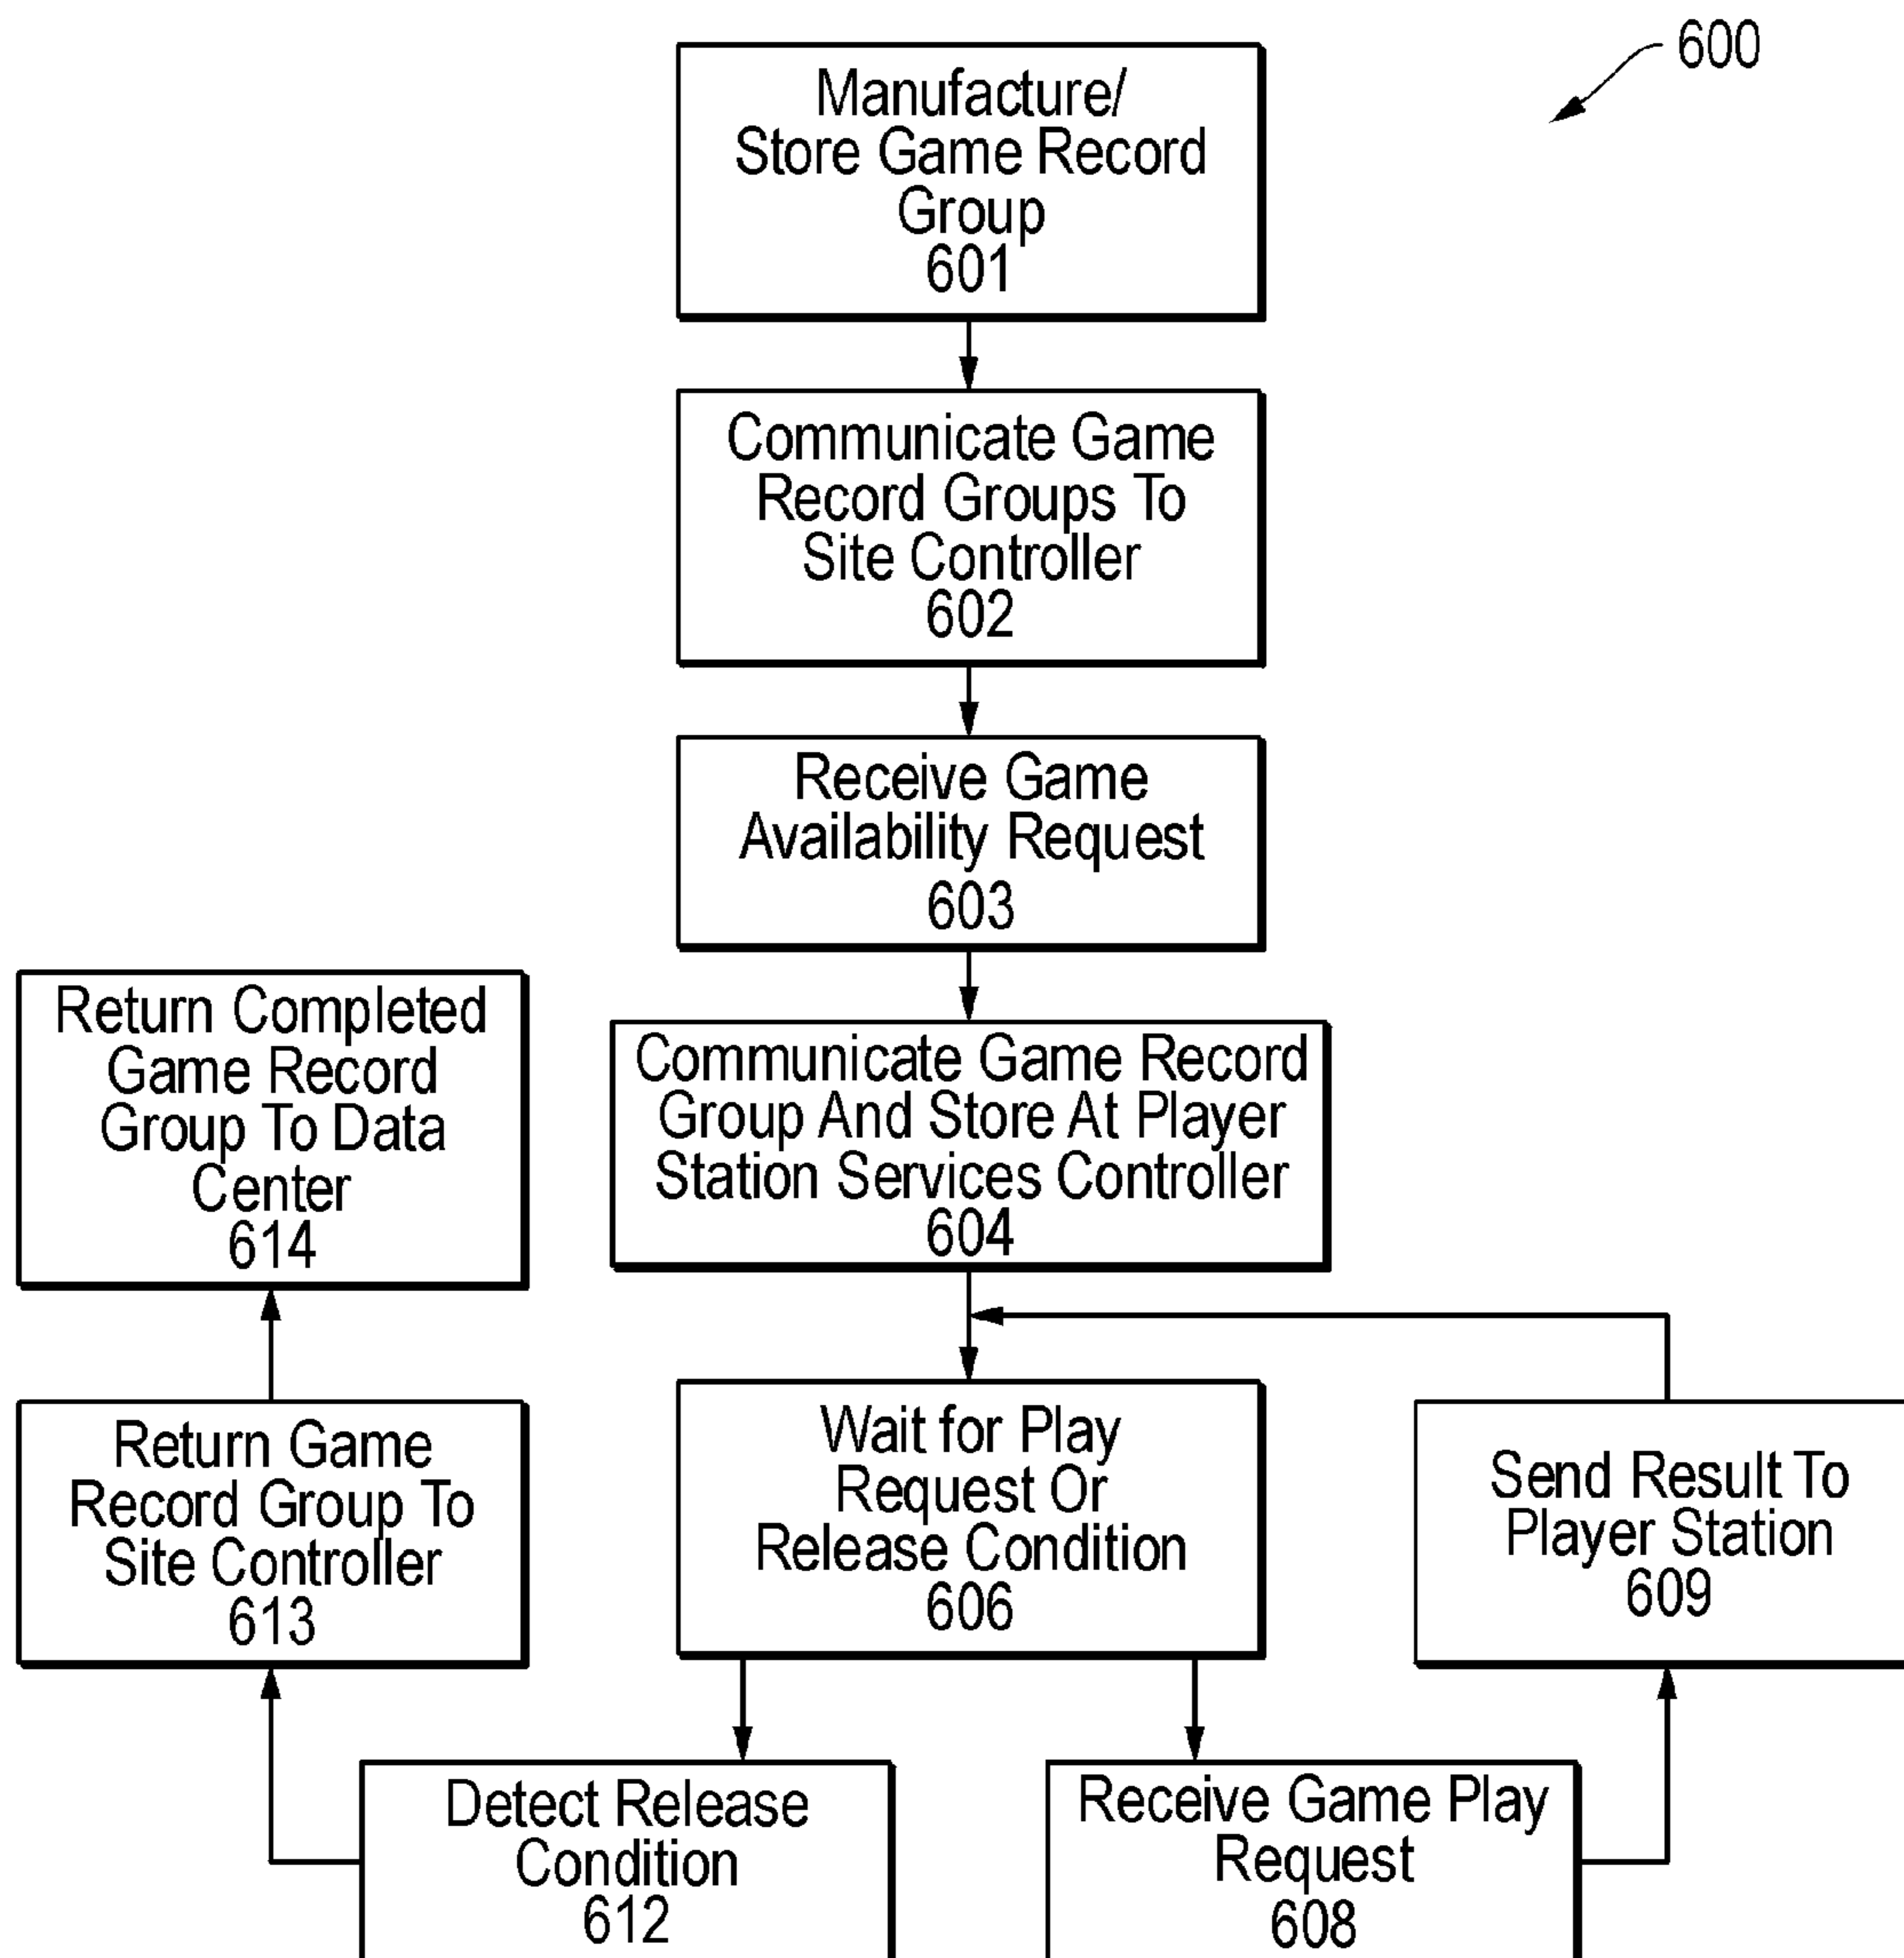 600
Manufacture/
Store Game Record
Group
601
Communicate Game
Record Groups To
Site Controller
602
Receive Game
Availability Request
603
Communicate Game Record
Group And Store At Player
Station Services Controller
604
Return Completed
Game Record
Group To Data
Center
614
Return Game
Record Group To
Site Controller
613
Wait for Play
Request Or
Release Condition
606
Send Result To
Player Station
609
Detect Release
Condition
612
Receive Game Play
Request
608